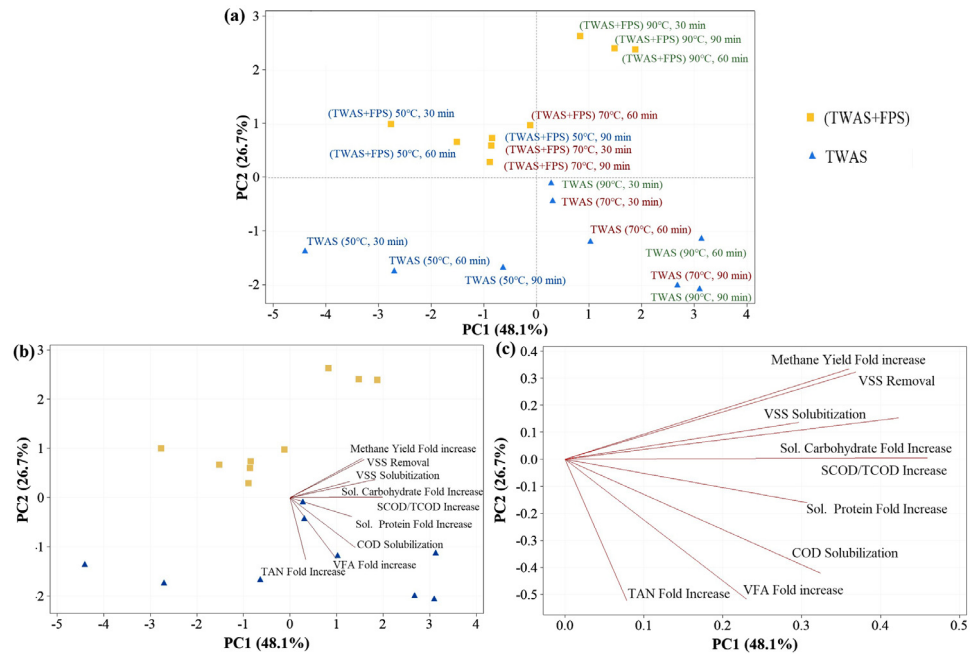 (a)
3
2
1
0
-1
-2
PC2 (26.7%)
(TWAS+FPS) 90°C, 30 min
(TWAS+FPS) 90°C, 90 min
(TWAS+FPS) 90°C, 60 min
(TWAS+FPS) 50°C, 30 min
(TWAS+FPS) 70°C, 60 min
(TWAS+FPS) 50°C, 90 min
(TWAS+FPS) 50°C, 60 min
(TWAS+FPS) 70°C, 30 min
(TWAS+FPS) 70°C, 90 min
TWAS (90°C, 30 min)
TWAS (70°C, 30 min)
TWAS (70°C, 60 min)
TWAS (50°C, 30 min)
TWAS (90°C, 60 min)
TWAS (50°C, 60 min)
TWAS (70°C, 90 min)
TWAS (50°C, 90 min)
TWAS (90°C, 90 min)
-5 -4 -3 -2 -1 0 1 2 3 4
PC1 (48.1%)
(TWAS+FPS)
TWAS
(b)
3
2
1
0
-1
-2
PC2 (26.7%)
Methane Yield Fold increase
VSS Removal
VSS Solubitization
Sol. Carbohydrate Fold Increase
SCOD/TCOD Increase
Sol. Protein Fold Increase
COD Solubilization
VFA Fold increase
TAN Fold Increase
-5 -4 -3 -2 -1 0 1 2 3 4
PC1 (48.1%)
(c)
0.4
0.3
0.2
0.1
0.0
-0.1
-0.2
-0.3
-0.4
-0.5
PC2 (26.7%)
Methane Yield Fold increase
VSS Removal
VSS Solubitization
Sol. Carbohydrate Fold Increase
SCOD/TCOD Increase
Sol. Protein Fold Increase
COD Solubilization
VFA Fold Increase
TAN Fold Increase
0.0 0.1 0.2 0.3 0.4 0.5
PC1 (48.1%)